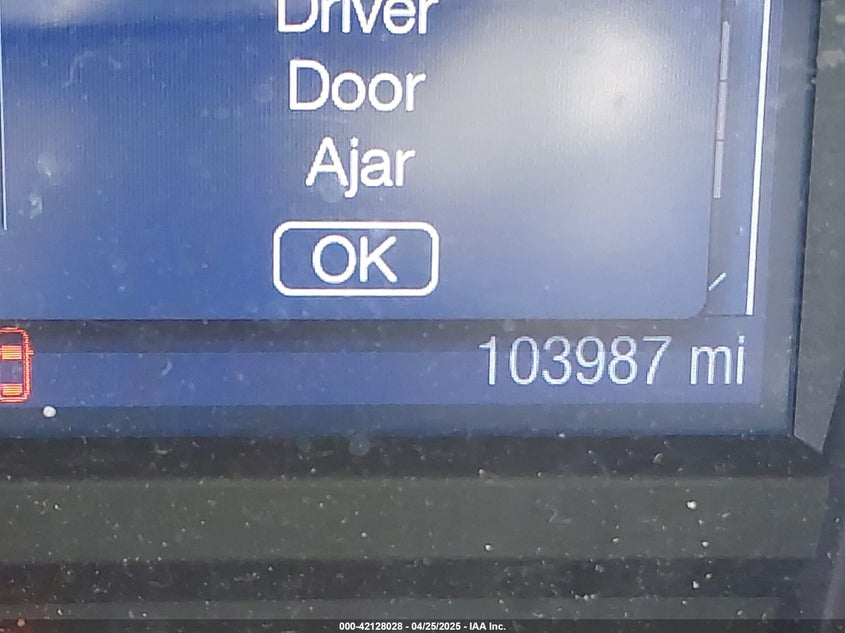 Driver
Door
Ajar
OK
103987 mi
000-42128028 - 04/25/2025 - IAA Inc.